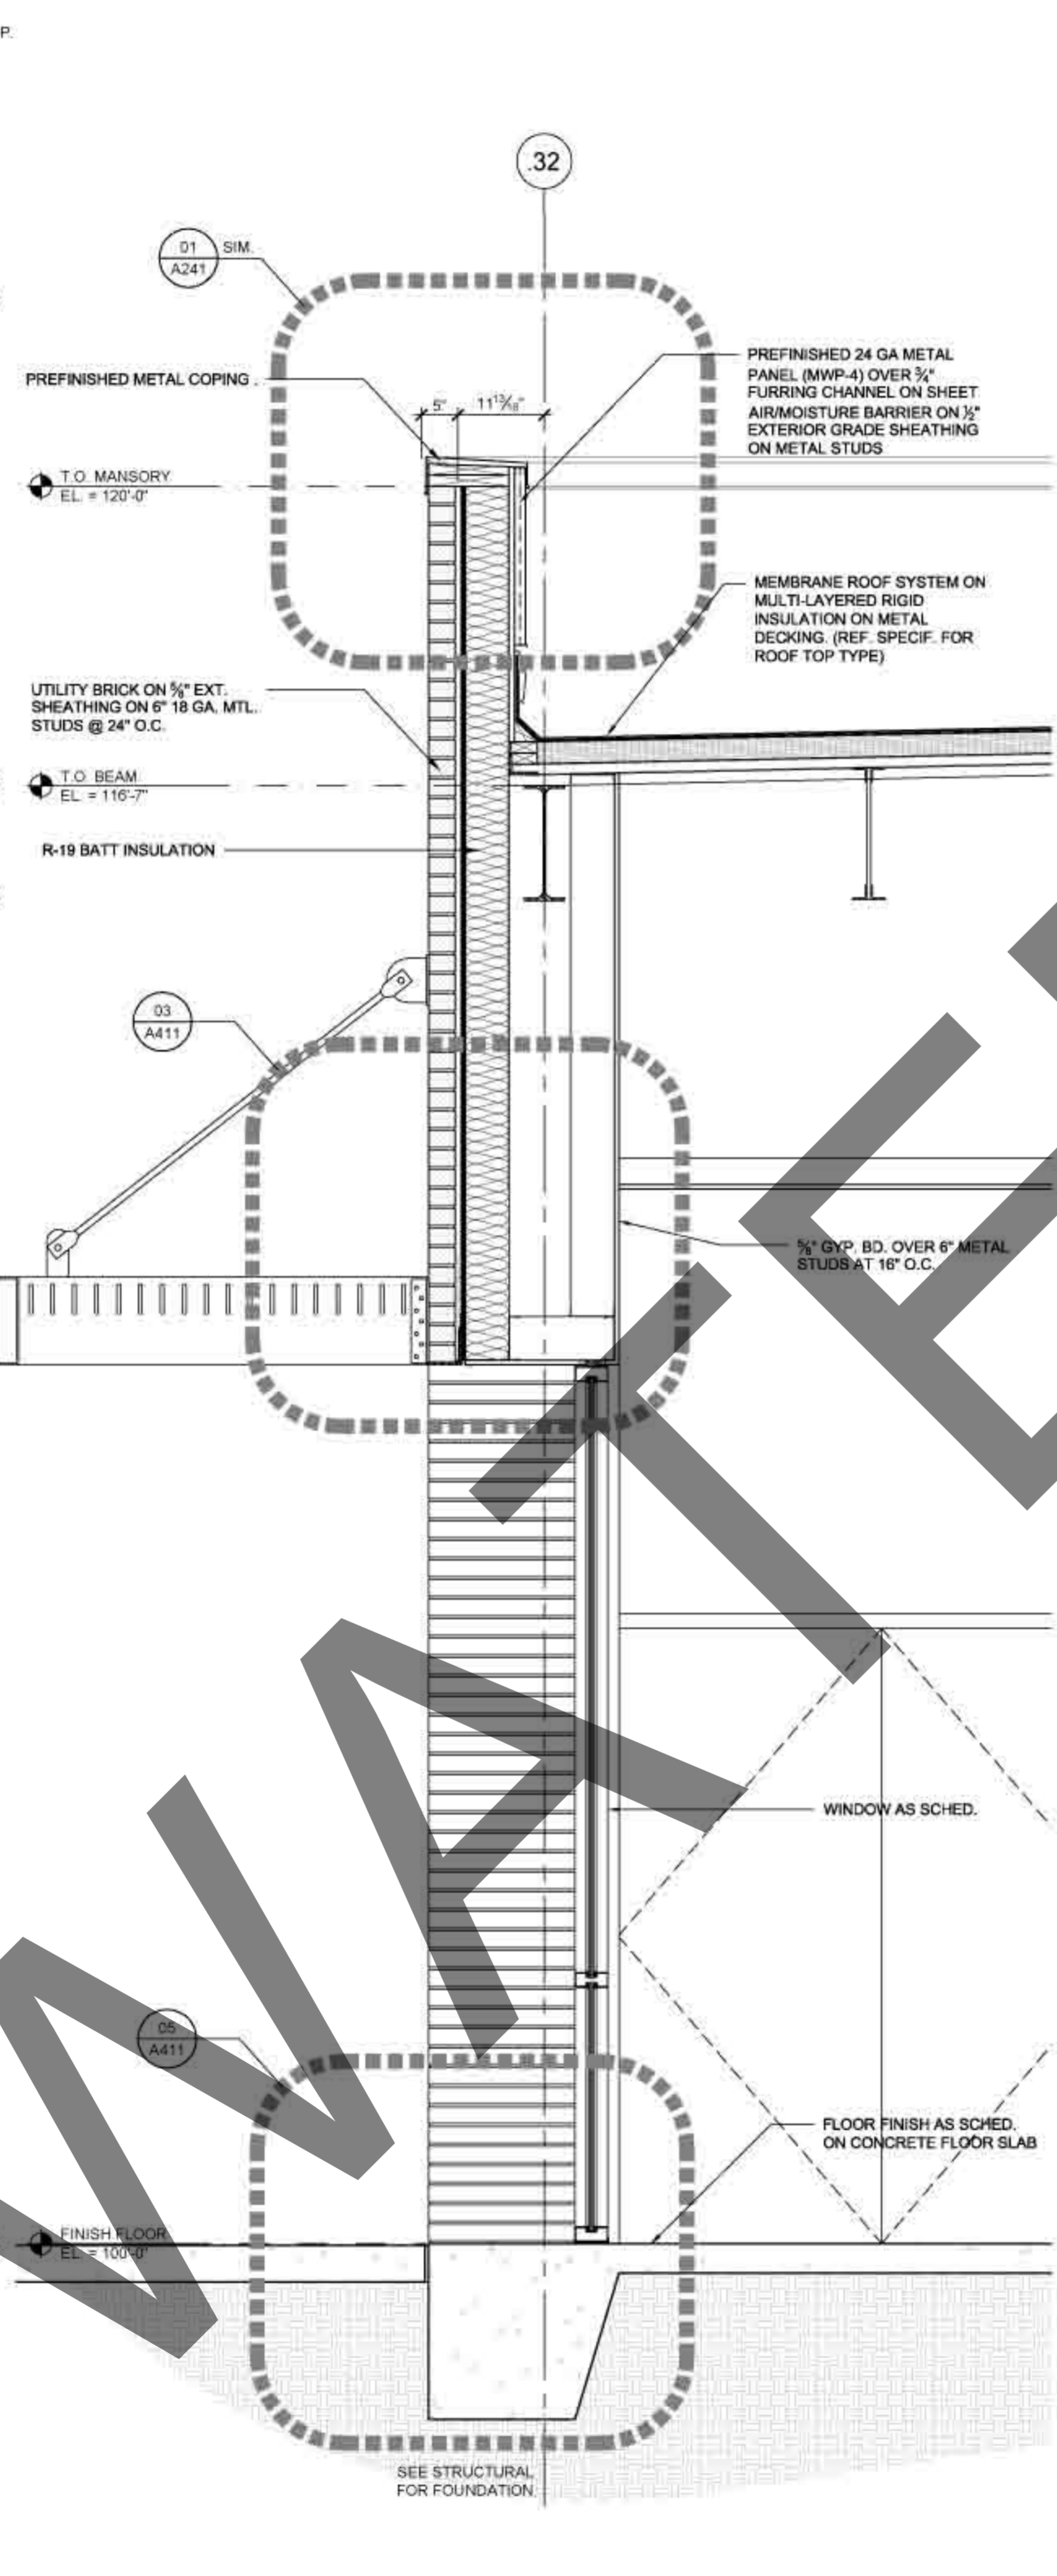 P.
.32
01
A241
SIM.
PREFINISHED METAL COPING .
5"
PREFINISHED 24 GA METAL
PANEL (MWP-4) OVER ¾"
FURRING CHANNEL ON SHEET
AIR/MOISTURE BARRIER ON ½"
EXTERIOR GRADE SHEATHING
ON METAL STUDS
T.O. MANSORY
EL. = 120'-0"
MEMBRANE ROOF SYSTEM ON
MULTI-LAYERED RIGID
INSULATION ON METAL
DECKING. (REF. SPECIF. FOR
ROOF TOP TYPE)
UTILITY BRICK ON ⅝" EXT.
SHEATHING ON 6" 18 GA. MTL.
STUDS @ 24" O.C.
T.O. BEAM
EL. = 116'-7"
R-19 BATT INSULATION
03
A411
⅝" GYP. BD. OVER 6" METAL
STUDS AT 16" O.C.
WINDOW AS SCHED.
05
A411
FLOOR FINISH AS SCHED.
ON CONCRETE FLOOR SLAB
FINISH FLOOR
EL. = 100'-0"
SEE STRUCTURAL
FOR FOUNDATION.
WATE